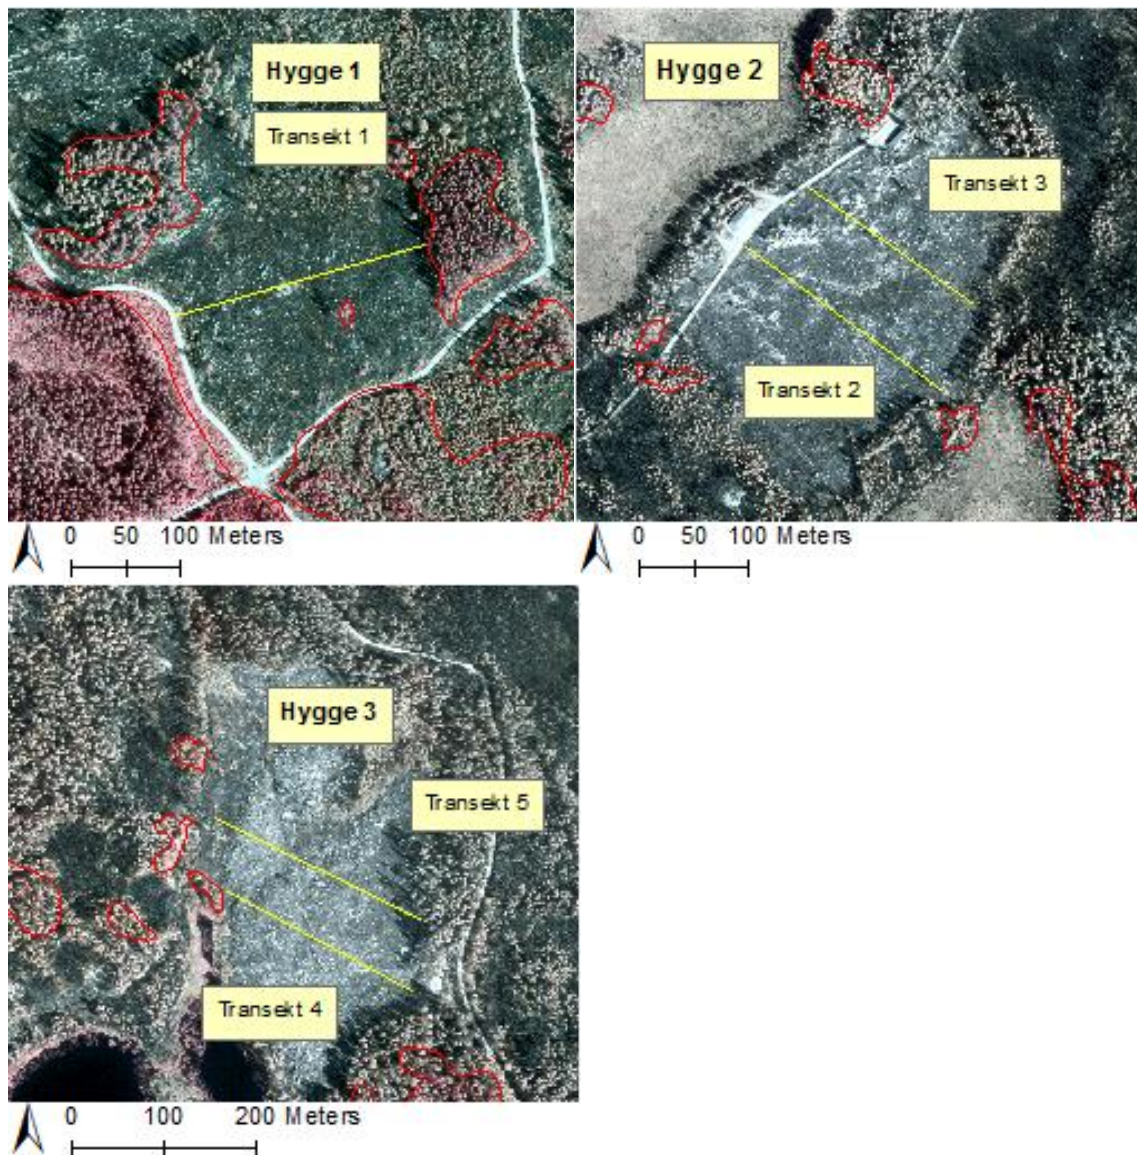 Hygge 1
Transekt 1
Hygge 2
Transekt 3
Transekt 2
0 50 100 Meters
0 50 100 Meters
Hygge 3
Transekt 5
Transekt 4
0 100 200 Meters